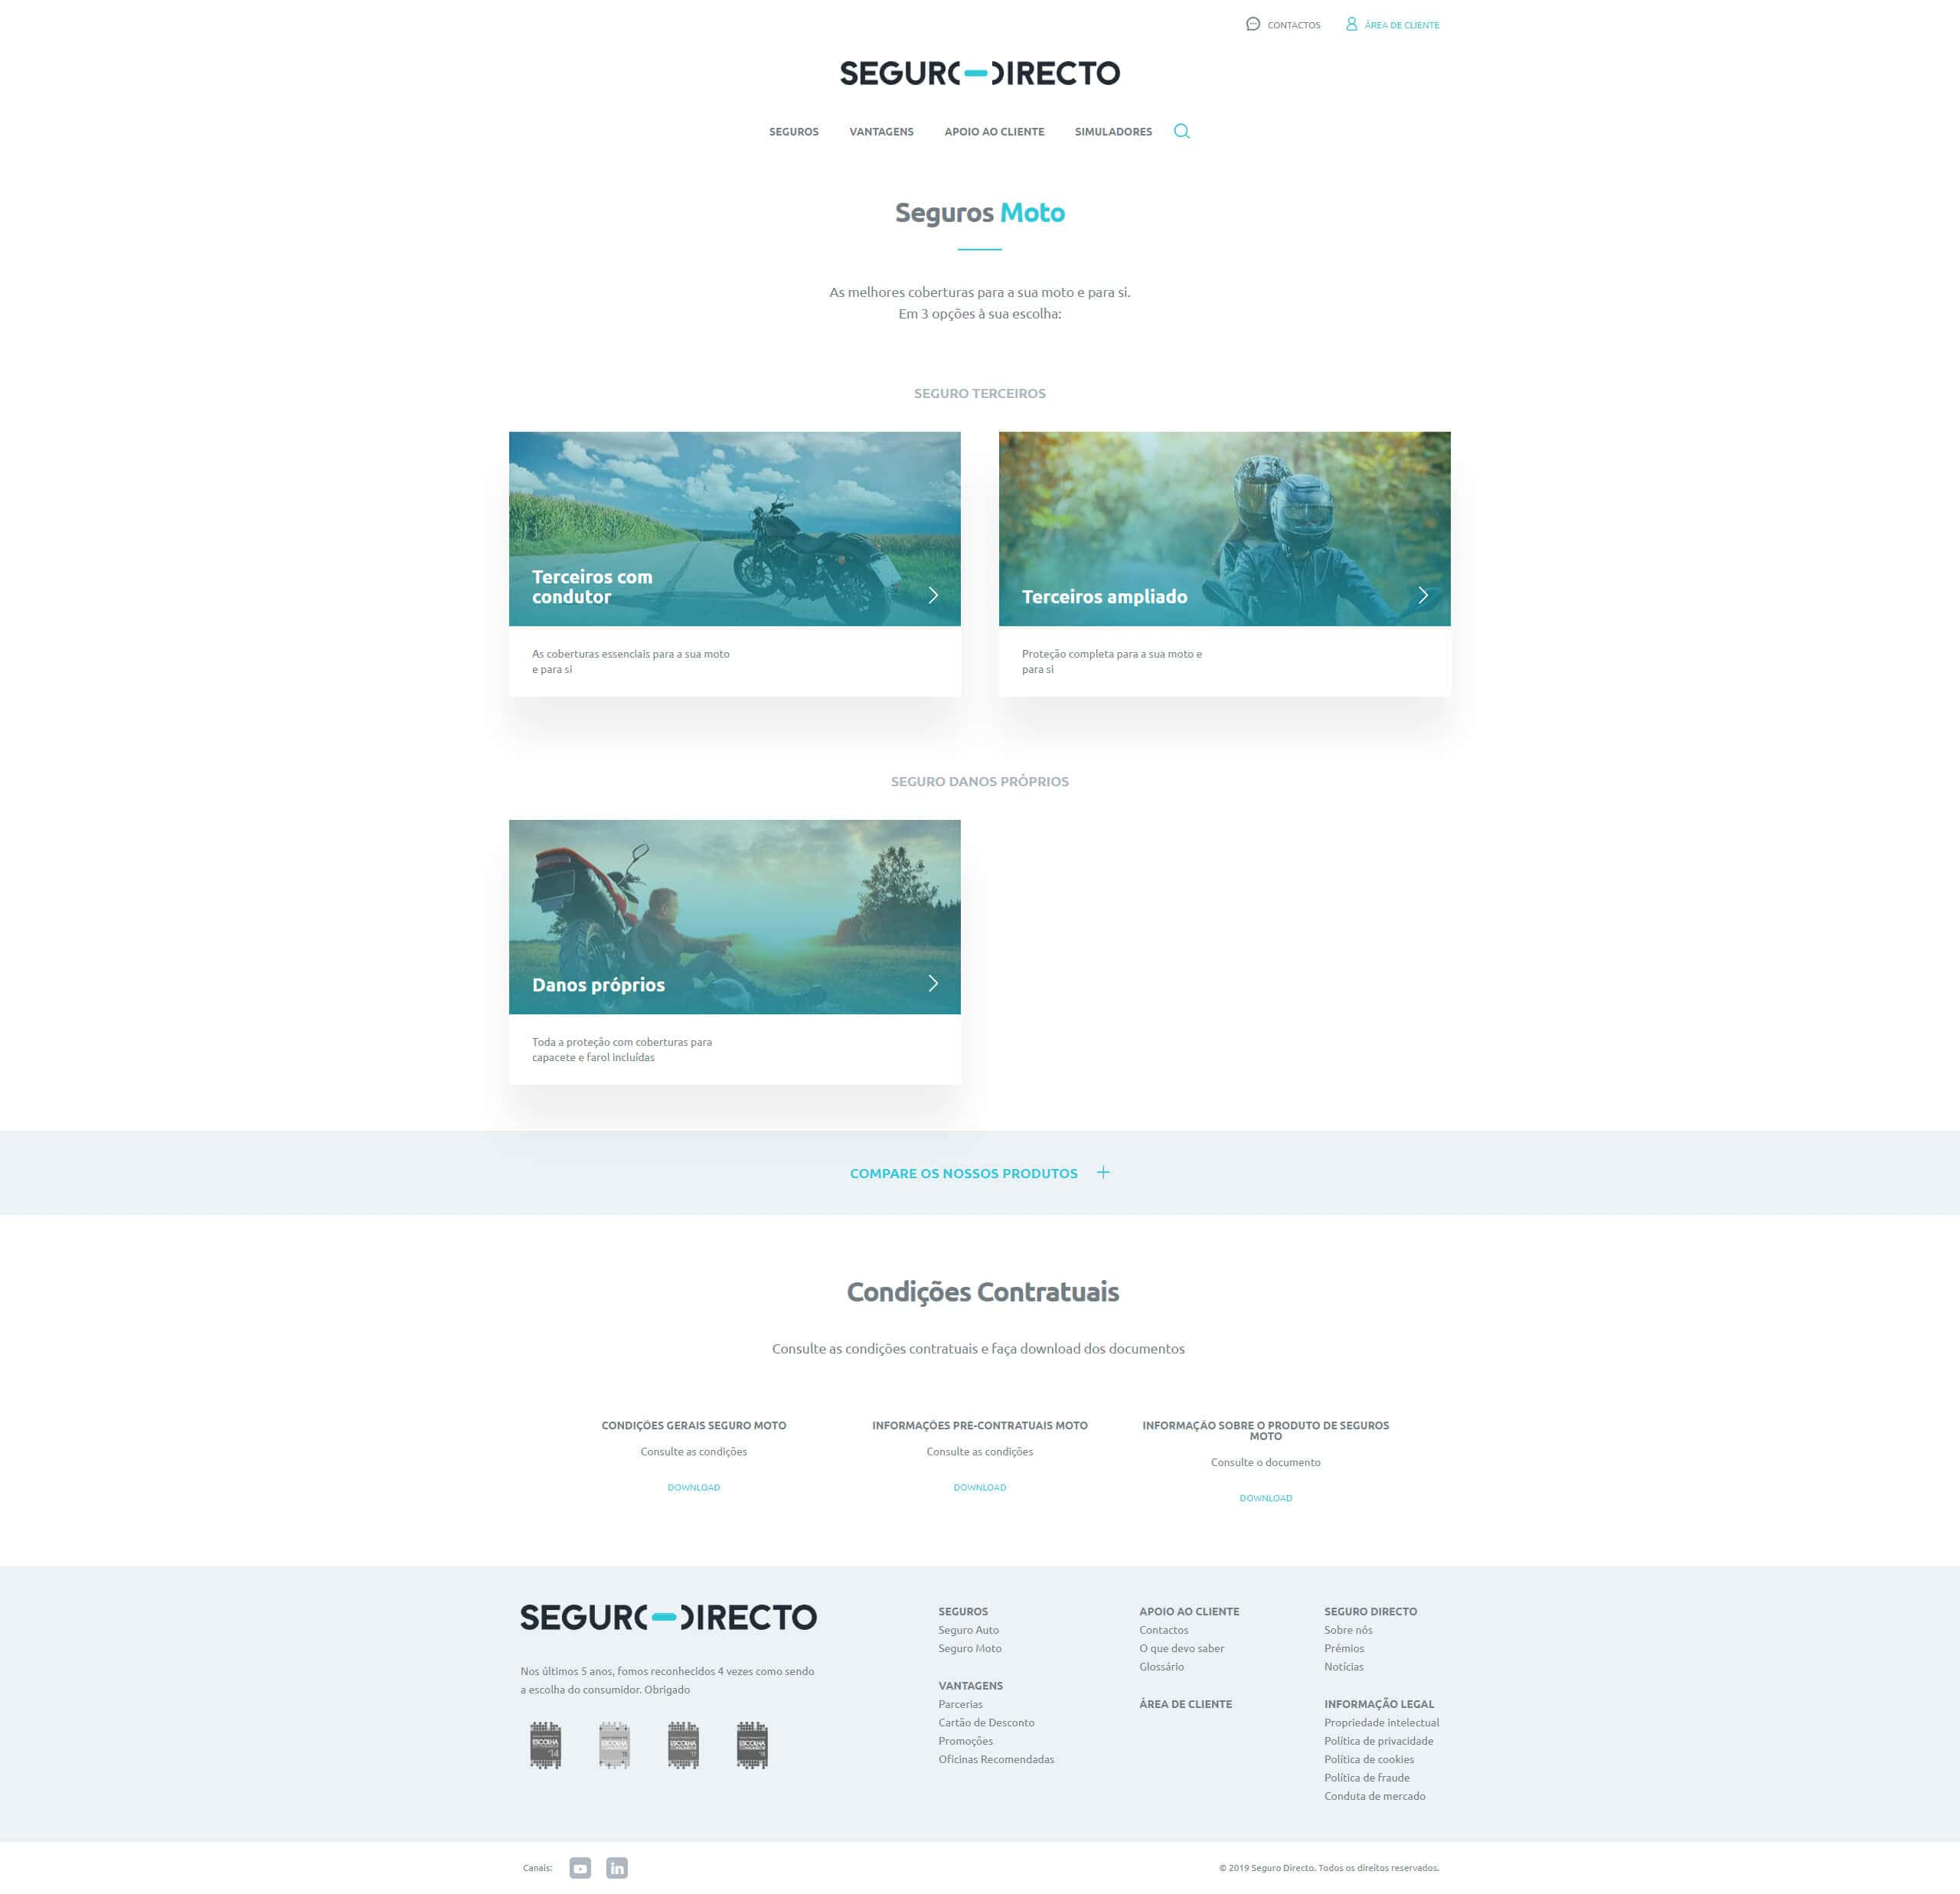 CONTACTOS
ÁREA DE CLIENTE
SEGURO DIRECTO
SEGUROS
VANTAGENS
APOIO AO CLIENTE
SIMULADORES
Seguros Moto
As melhores coberturas para a sua moto e para si.
Em 3 opções à sua escolha:
SEGURO TERCEIROS
Terceiros com
condutor
As coberturas essenciais para a sua moto
e para si
Terceiros ampliado
Proteção completa para a sua moto e
para si
SEGURO DANOS PRÓPRIOS
Danos próprios
Toda a proteção com coberturas para
capacete e farol incluídas
COMPARE OS NOSSOS PRODUTOS
Condições Contratuais
Consulte as condições contratuais e faça download dos documentos
CONDIÇÕES GERAIS SEGURO MOTO
Consulte as condições
DOWNLOAD
INFORMAÇÕES PRÉ-CONTRATUAIS MOTO
Consulte as condições
DOWNLOAD
INFORMAÇÃO SOBRE O PRODUTO DE SEGUROS
MOTO
Consulte o documento
DOWNLOAD
SEGURO DIRECTO
Nos últimos 5 anos, fomos reconhecidos 4 vezes como sendo
a escolha do consumidor. Obrigado
ESCOLHA
'14
ESCOLHA
'15
ESCOLHA
'17
ESCOLHA
SEGUROS
Seguro Auto
Seguro Moto
VANTAGENS
Parcerias
Cartão de Desconto
Promoções
Oficinas Recomendadas
APOIO AO CLIENTE
Contactos
O que devo saber
Glossário
ÁREA DE CLIENTE
SEGURO DIRECTO
Sobre nós
Prémios
Notícias
INFORMAÇÃO LEGAL
Propriedade intelectual
Política de privacidade
Política de cookies
Política de fraude
Conduta de mercado
Canais:
© 2019 Seguro Directo. Todos os direitos reservados.